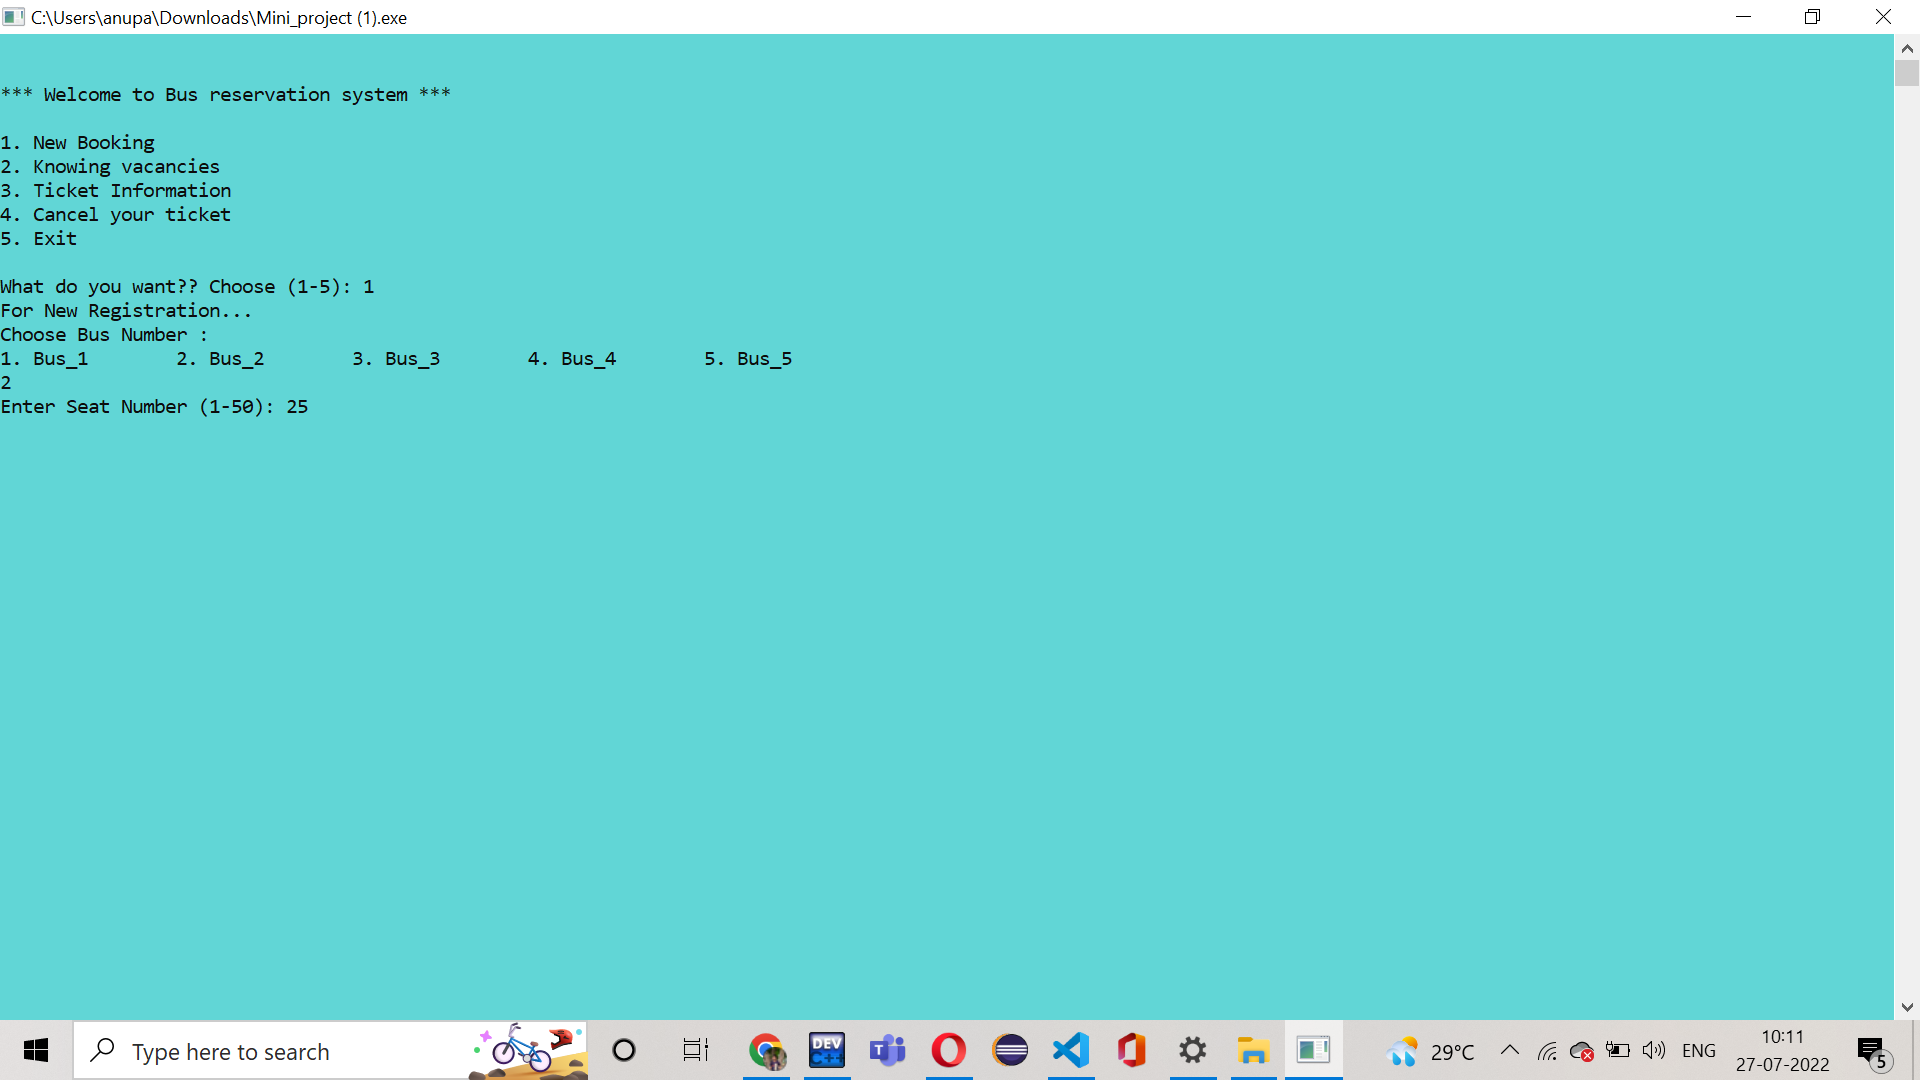 C:\Users\anupa\Downloads\Mini_project (1).exe
*** Welcome to Bus reservation system ***
1. New Booking
2. Knowing vacancies
3. Ticket Information
4. Cancel your ticket
5. Exit
What do you want?? Choose (1-5): 1
For New Registration...
Choose Bus Number :
1. Bus_1        2. Bus_2        3. Bus_3        4. Bus_4        5. Bus_5
2
Enter Seat Number (1-50): 25
Type here to search
DEV
C++
29°C
ENG
10:11
27-07-2022
5